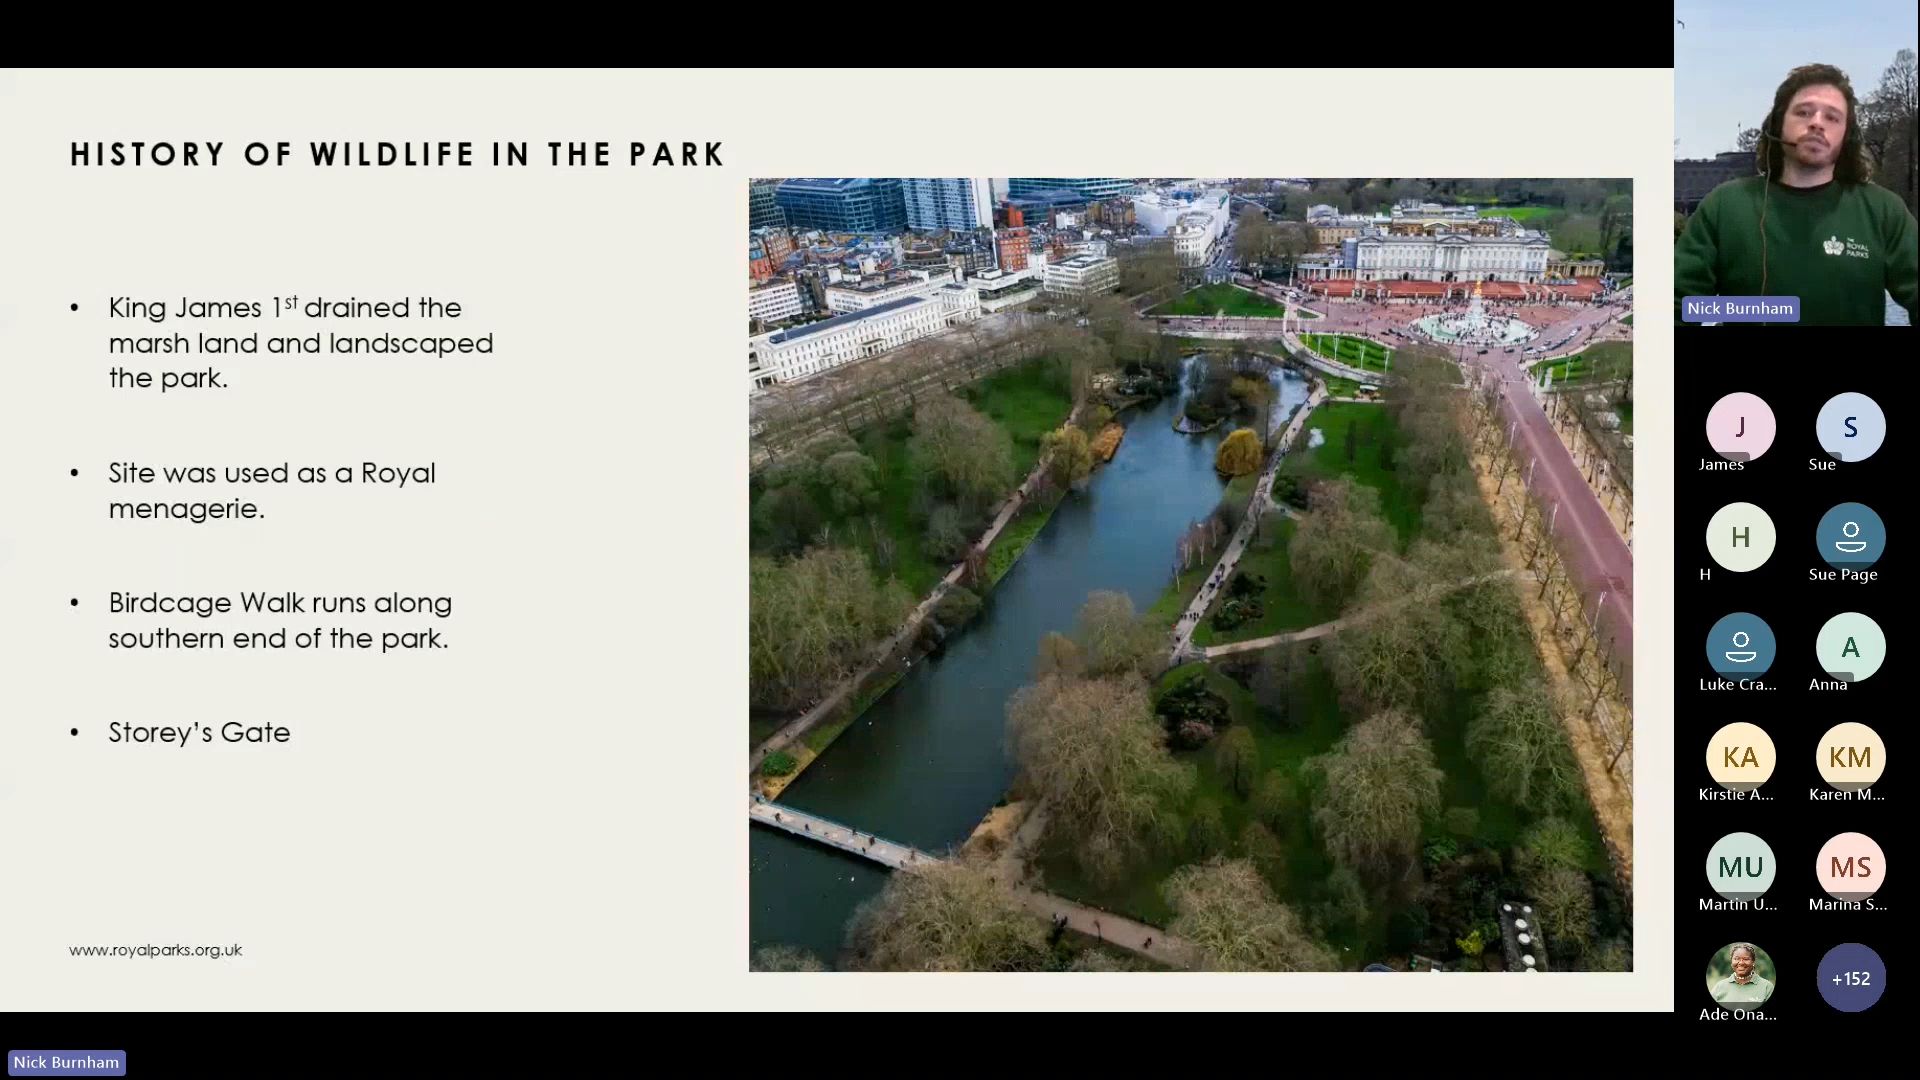 HISTORY OF WILDLIFE IN THE PARK
• King James 1st drained the
marsh land and landscaped
the park.
• Site was used as a Royal
menagerie.
• Birdcage Walk runs along
southern end of the park.
• Storey's Gate
www.royalparks.org.uk
Nick Burnham
THE
ROYAL
PARKS
Nick Burnham
J
James
S
Sue
H
H
Sue Page
Luke Cra...
A
Anna
KA
Kirstie A...
KM
Karen M...
MU
Martin U...
MS
Marina S...
Ade Ona...
+152